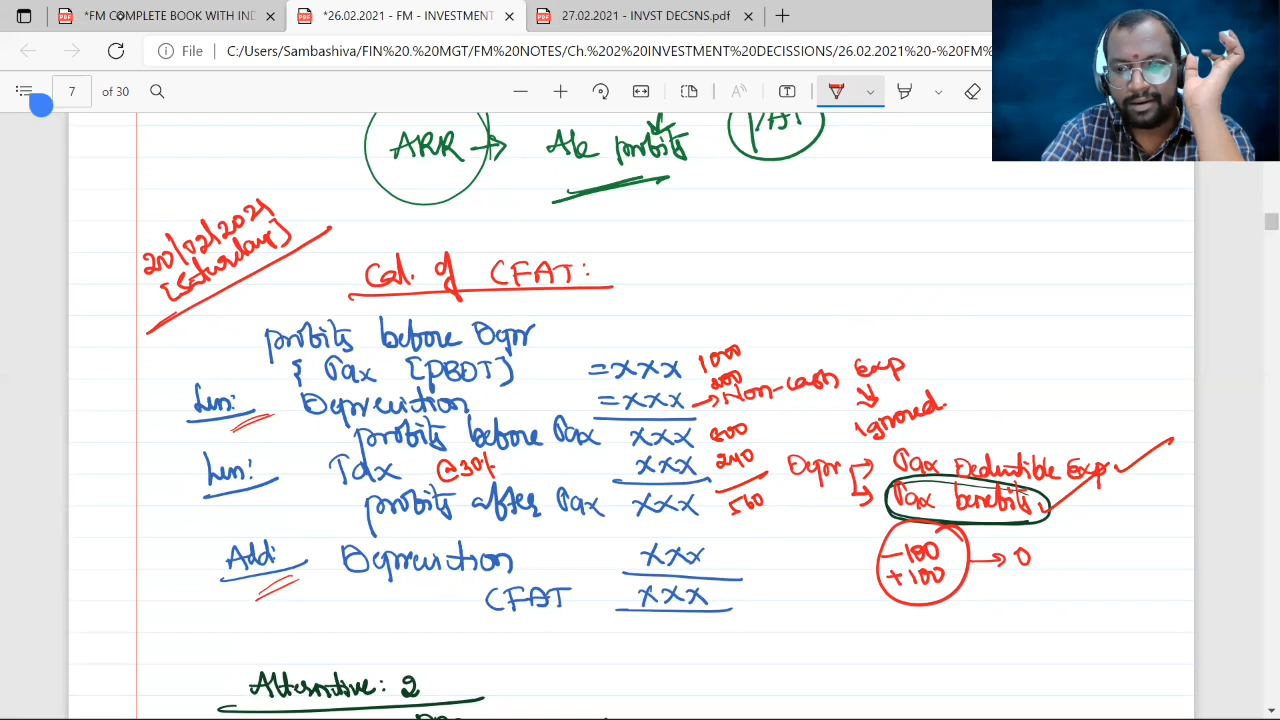 *FM COMPLETE BOOK WITH IND
*26.02.2021 - FM - INVESTMENT
27.02.2021 - INVST DECSNS.pdf
File
C:/Users/Sambashiva/FIN%20.%20MGT/FM%20NOTES/Ch.%202%20INVESTMENT%20DECISSIONS/26.02.2021%20-%20FM%
7 of 30
ARR → A/c profits PAT
20/02/2021
[Saturday]
Cal. of CFAT:
profits before Depr
{ Tax [PBDT] = xxx 1000
Less: Depreciation = xxx 200 → Non-cash Exp
↓
Ignored.
profits before Tax xxx 800
Less: Tax @30% xxx 240
profits after Tax xxx 560
Depr → Tax Deductible Exp
→ Tax benefits
Add: Depreciation xxx
CFAT xxx
-100
+100 → 0
Alternative: 2